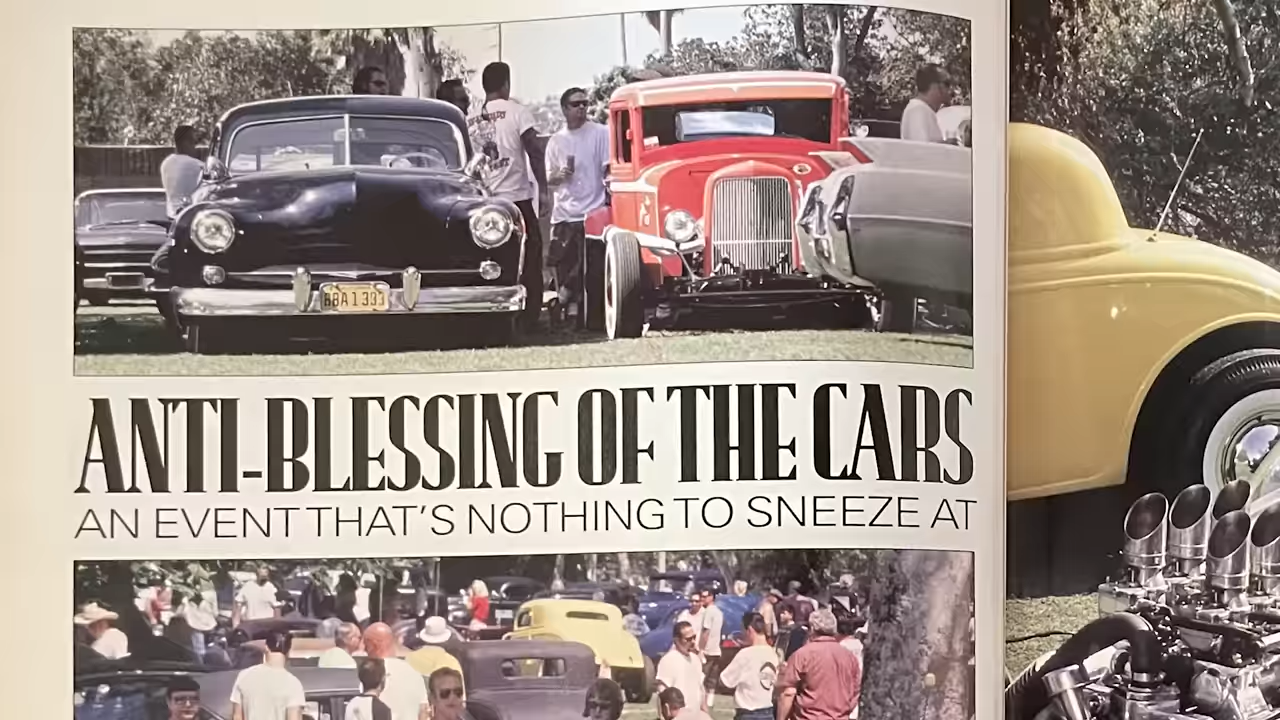 ANTI-BLESSING OF THE CARS
AN EVENT THAT'S NOTHING TO SNEEZE AT